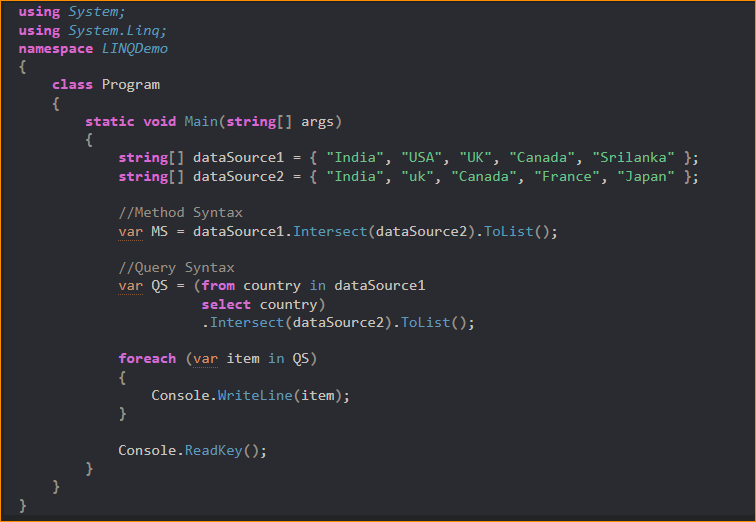 using System;
using System.Linq;
namespace LINQDemo
{
    class Program
    {
        static void Main(string[] args)
        {
            string[] dataSource1 = { "India", "USA", "UK", "Canada", "Srilanka" };
            string[] dataSource2 = { "India", "uk", "Canada", "France", "Japan" };

            //Method Syntax
            var MS = dataSource1.Intersect(dataSource2).ToList();

            //Query Syntax
            var QS = (from country in dataSource1
                      select country)
                      .Intersect(dataSource2).ToList();

            foreach (var item in QS)
            {
                Console.WriteLine(item);
            }

            Console.ReadKey();
        }
    }
}